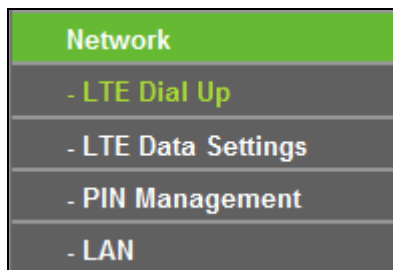 Network
- LTE Dial Up
- LTE Data Settings
- PIN Management
- LAN